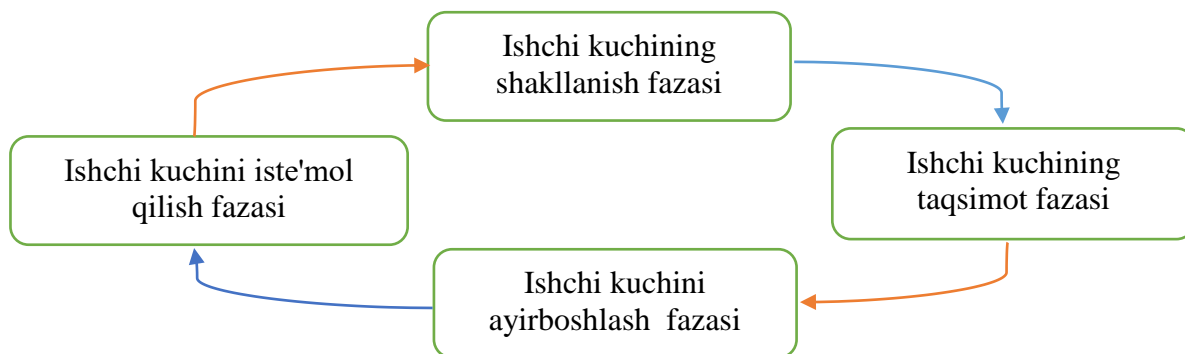 Ishchi kuchining
shakllanish fazasi
Ishchi kuchini iste'mol
qilish fazasi
Ishchi kuchining
taqsimot fazasi
Ishchi kuchini
ayirboshlash fazasi